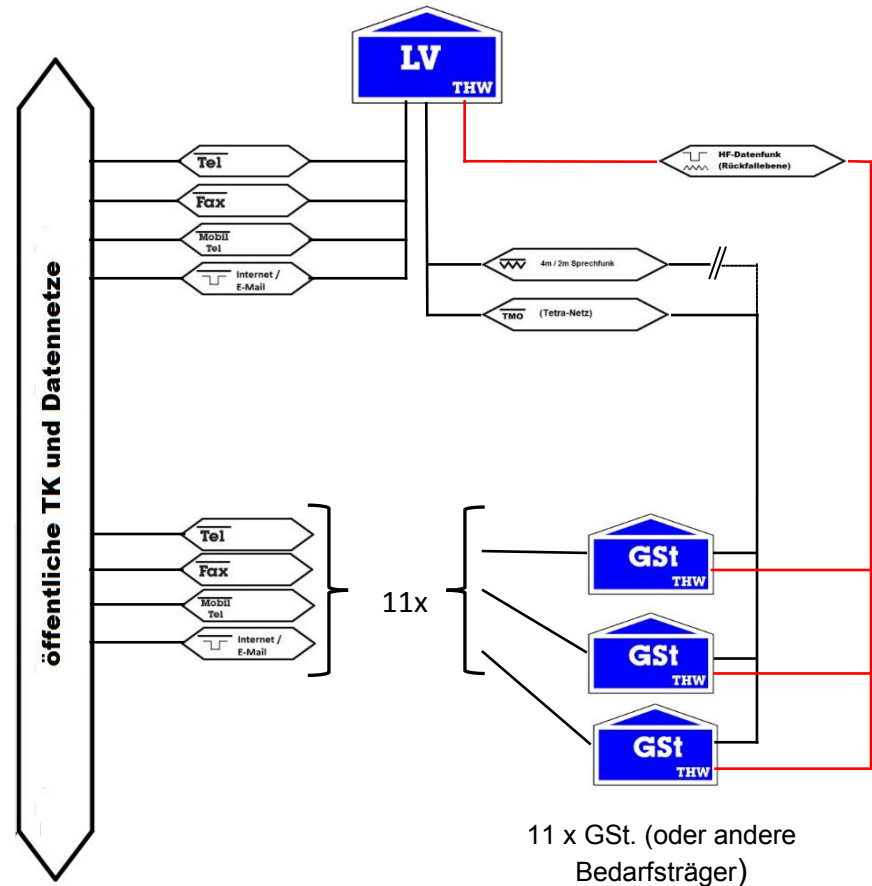 LV
THW
Tel
Fax
Mobil
Tel
Internet /
E-Mail
HF-Datenfunk
(Rückfallebene)
4m / 2m Sprechfunk
TMO (Tetra-Netz)
öffentliche TK und Datennetze
Tel
Fax
Mobil
Tel
Internet /
E-Mail
11x
GSt
THW
GSt
THW
GSt
THW
11 x GSt. (oder andere
Bedarfsträger)